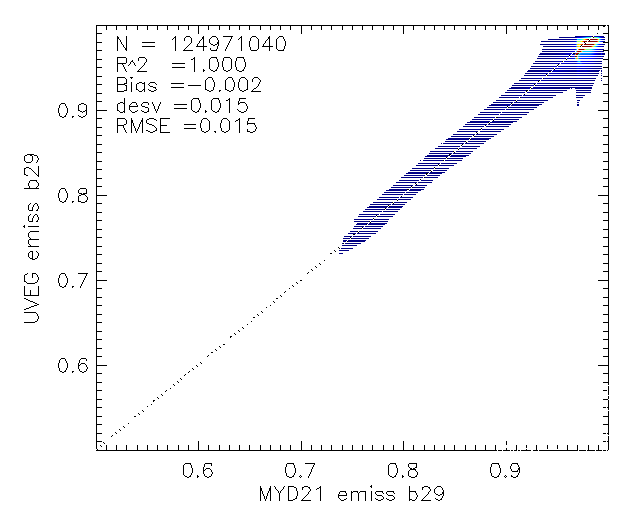 N = 124971040
R^2 =1.000
Bias =-0.002
desv =0.015
RMSE =0.015
0.9
0.8
0.7
0.6
UVEG emiss b29
0.6 0.7 0.8 0.9
MYD21 emiss b29